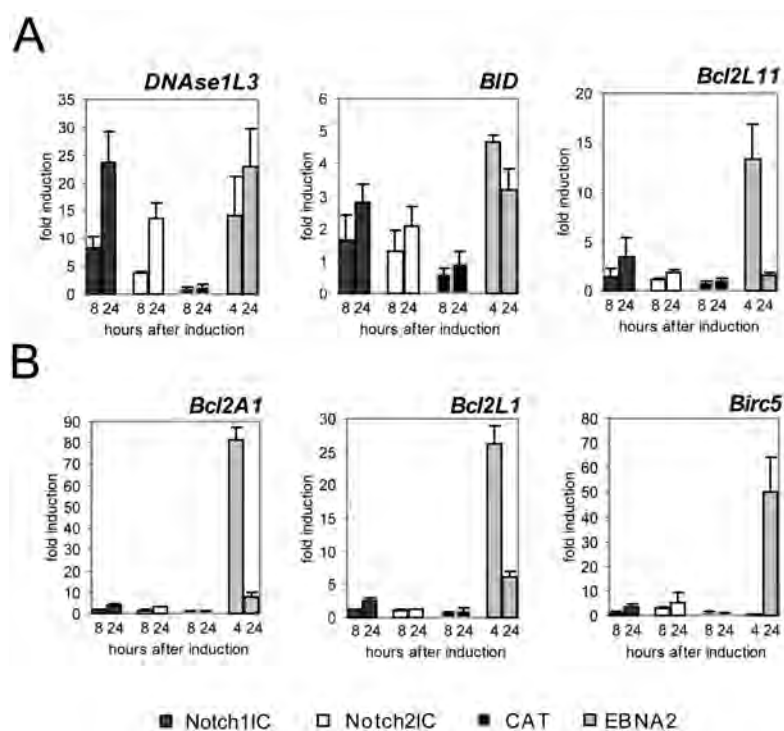 A
DNAse1L3
BID
Bcl2L11
fold induction
35
30
25
20
15
10
5
0
8 24 8 24 8 24 4 24
hours after induction
fold induction
6
5
4
3
2
1
0
8 24 8 24 8 24 4 24
hours after induction
fold induction
20
15
10
5
0
8 24 8 24 8 24 4 24
hours after induction
B
Bcl2A1
Bcl2L1
Birc5
fold induction
90
80
70
60
50
40
30
20
10
0
8 24 8 24 8 24 4 24
hours after induction
fold induction
30
25
20
15
10
5
0
8 24 8 24 8 24 4 24
hours after induction
fold induction
80
70
60
50
40
30
20
10
0
8 24 8 24 8 24 4 24
hours after induction
Notch1IC Notch2IC CAT EBNA2